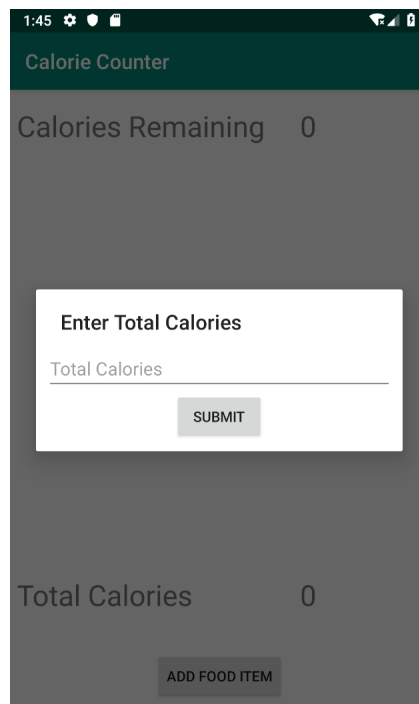 1:45
Calorie Counter
Calories Remaining 0
Enter Total Calories
Total Calories
SUBMIT
Total Calories 0
ADD FOOD ITEM